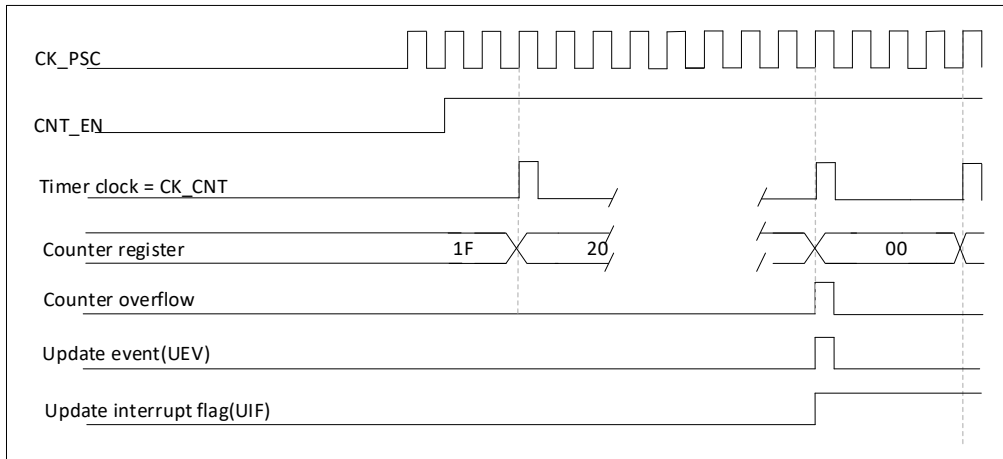 CK_PSC
CNT_EN
Timer clock = CK_CNT
Counter register 1F 20 00
Counter overflow
Update event(UEV)
Update interrupt flag(UIF)